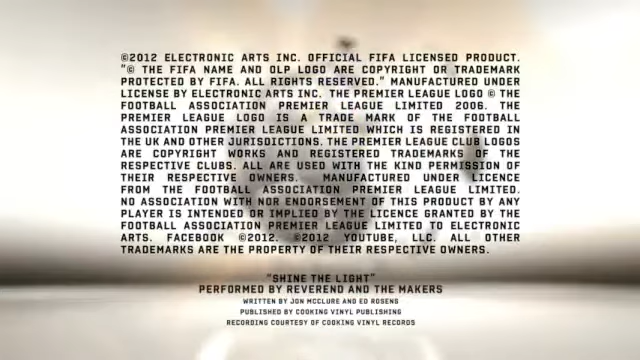 ©2012 ELECTRONIC ARTS INC. OFFICIAL FIFA LICENSED PRODUCT.
"© THE FIFA NAME AND OLP LOGO ARE COPYRIGHT OR TRADEMARK
PROTECTED BY FIFA. ALL RIGHTS RESERVED." MANUFACTURED UNDER
LICENSE BY ELECTRONIC ARTS INC. THE PREMIER LEAGUE LOGO © THE
FOOTBALL ASSOCIATION PREMIER LEAGUE LIMITED 2006. THE
PREMIER LEAGUE LOGO IS A TRADE MARK OF THE FOOTBALL
ASSOCIATION PREMIER LEAGUE LIMITED WHICH IS REGISTERED IN
THE UK AND OTHER JURISDICTIONS. THE PREMIER LEAGUE CLUB LOGOS
ARE COPYRIGHT WORKS AND REGISTERED TRADEMARKS OF THE
RESPECTIVE CLUBS. ALL ARE USED WITH THE KIND PERMISSION OF
THEIR RESPECTIVE OWNERS. MANUFACTURED UNDER LICENCE
FROM THE FOOTBALL ASSOCIATION PREMIER LEAGUE LIMITED.
NO ASSOCIATION WITH NOR ENDORSEMENT OF THIS PRODUCT BY ANY
PLAYER IS INTENDED OR IMPLIED BY THE LICENCE GRANTED BY THE
FOOTBALL ASSOCIATION PREMIER LEAGUE LIMITED TO ELECTRONIC
ARTS. FACEBOOK ©2012. ©2012 YOUTUBE, LLC. ALL OTHER
TRADEMARKS ARE THE PROPERTY OF THEIR RESPECTIVE OWNERS.
"SHINE THE LIGHT"
PERFORMED BY REVEREND AND THE MAKERS
WRITTEN BY JON MCCLURE AND ED ROSENS
PUBLISHED BY COOKING VINYL PUBLISHING
RECORDING COURTESY OF COOKING VINYL RECORDS